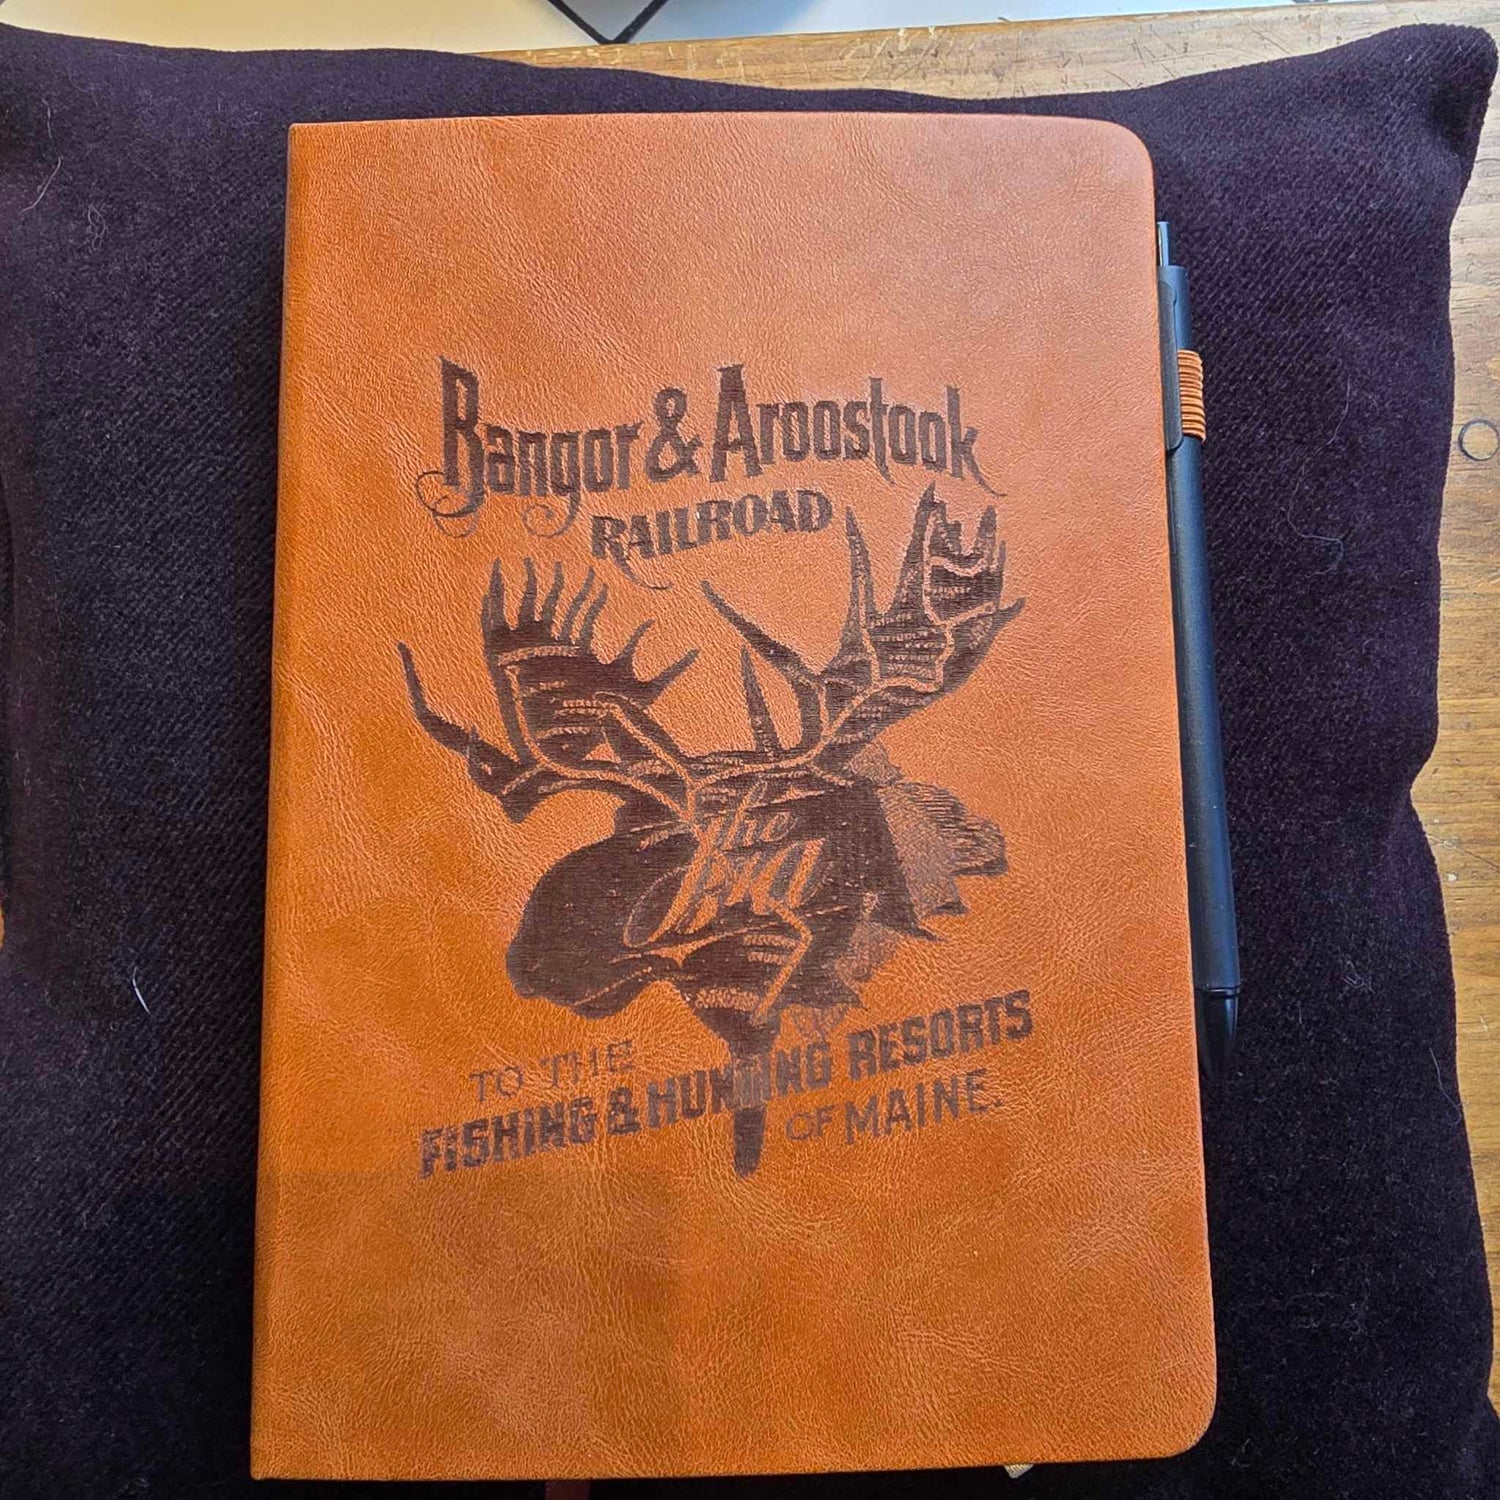 Bangor & Aroostook
RAILROAD
the
TO THE
FISHING & HUNTING RESORTS
OF MAINE.